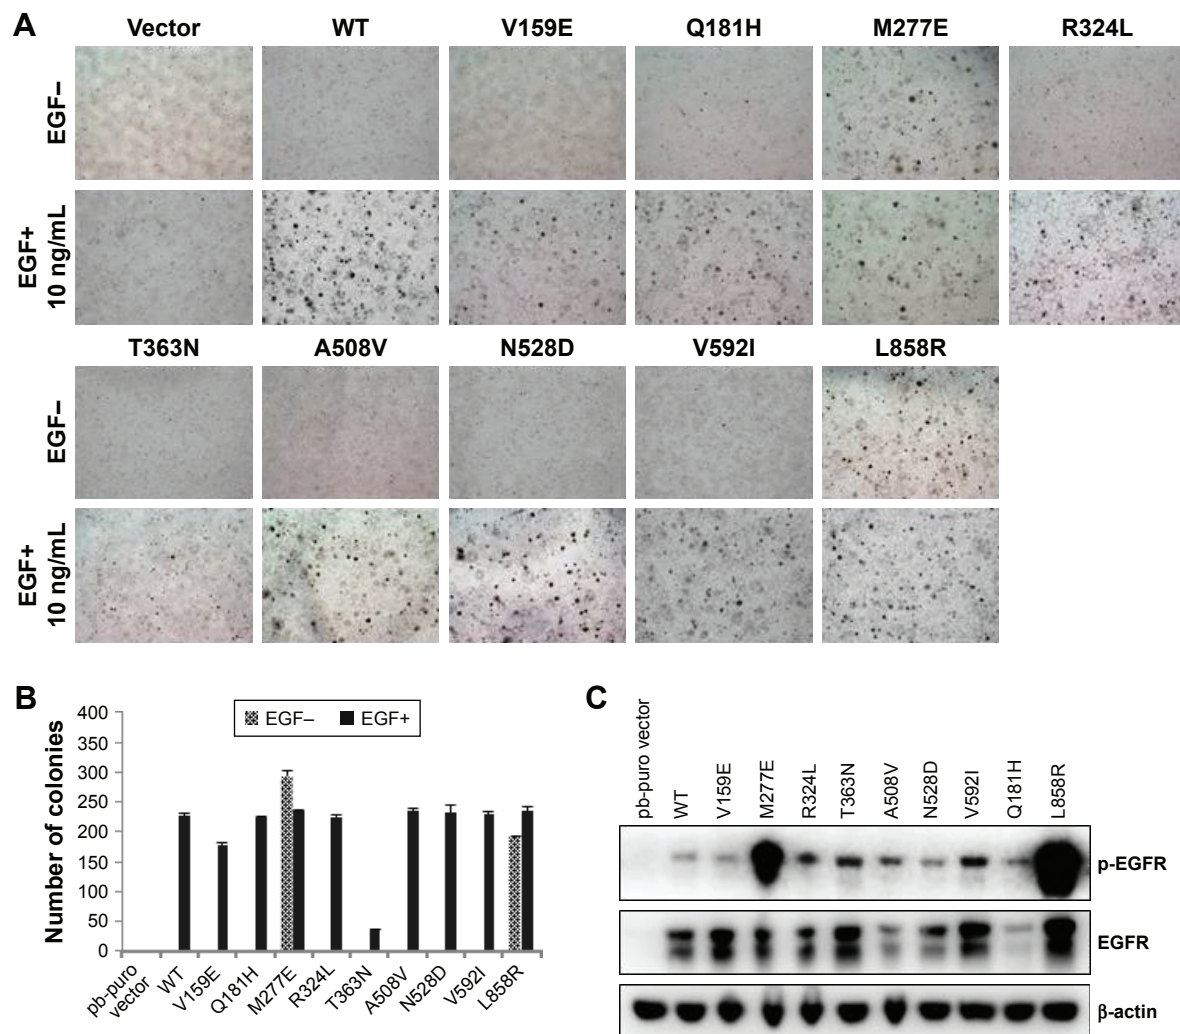 A
Vector WT V159E Q181H M277E R324L
EGF–
EGF+
10 ng/mL
T363N A508V N528D V592I L858R
EGF–
EGF+
10 ng/mL
B
Number of colonies
EGF– EGF+
400
350
300
250
200
150
100
50
0
pb-puro
vector
WT
V159E
Q181H
M277E
R324L
T363N
A508V
N528D
V592I
L858R
C
pb-puro vector
WT
V159E
M277E
R324L
T363N
A508V
N528D
V592I
Q181H
L858R
p-EGFR
EGFR
β-actin